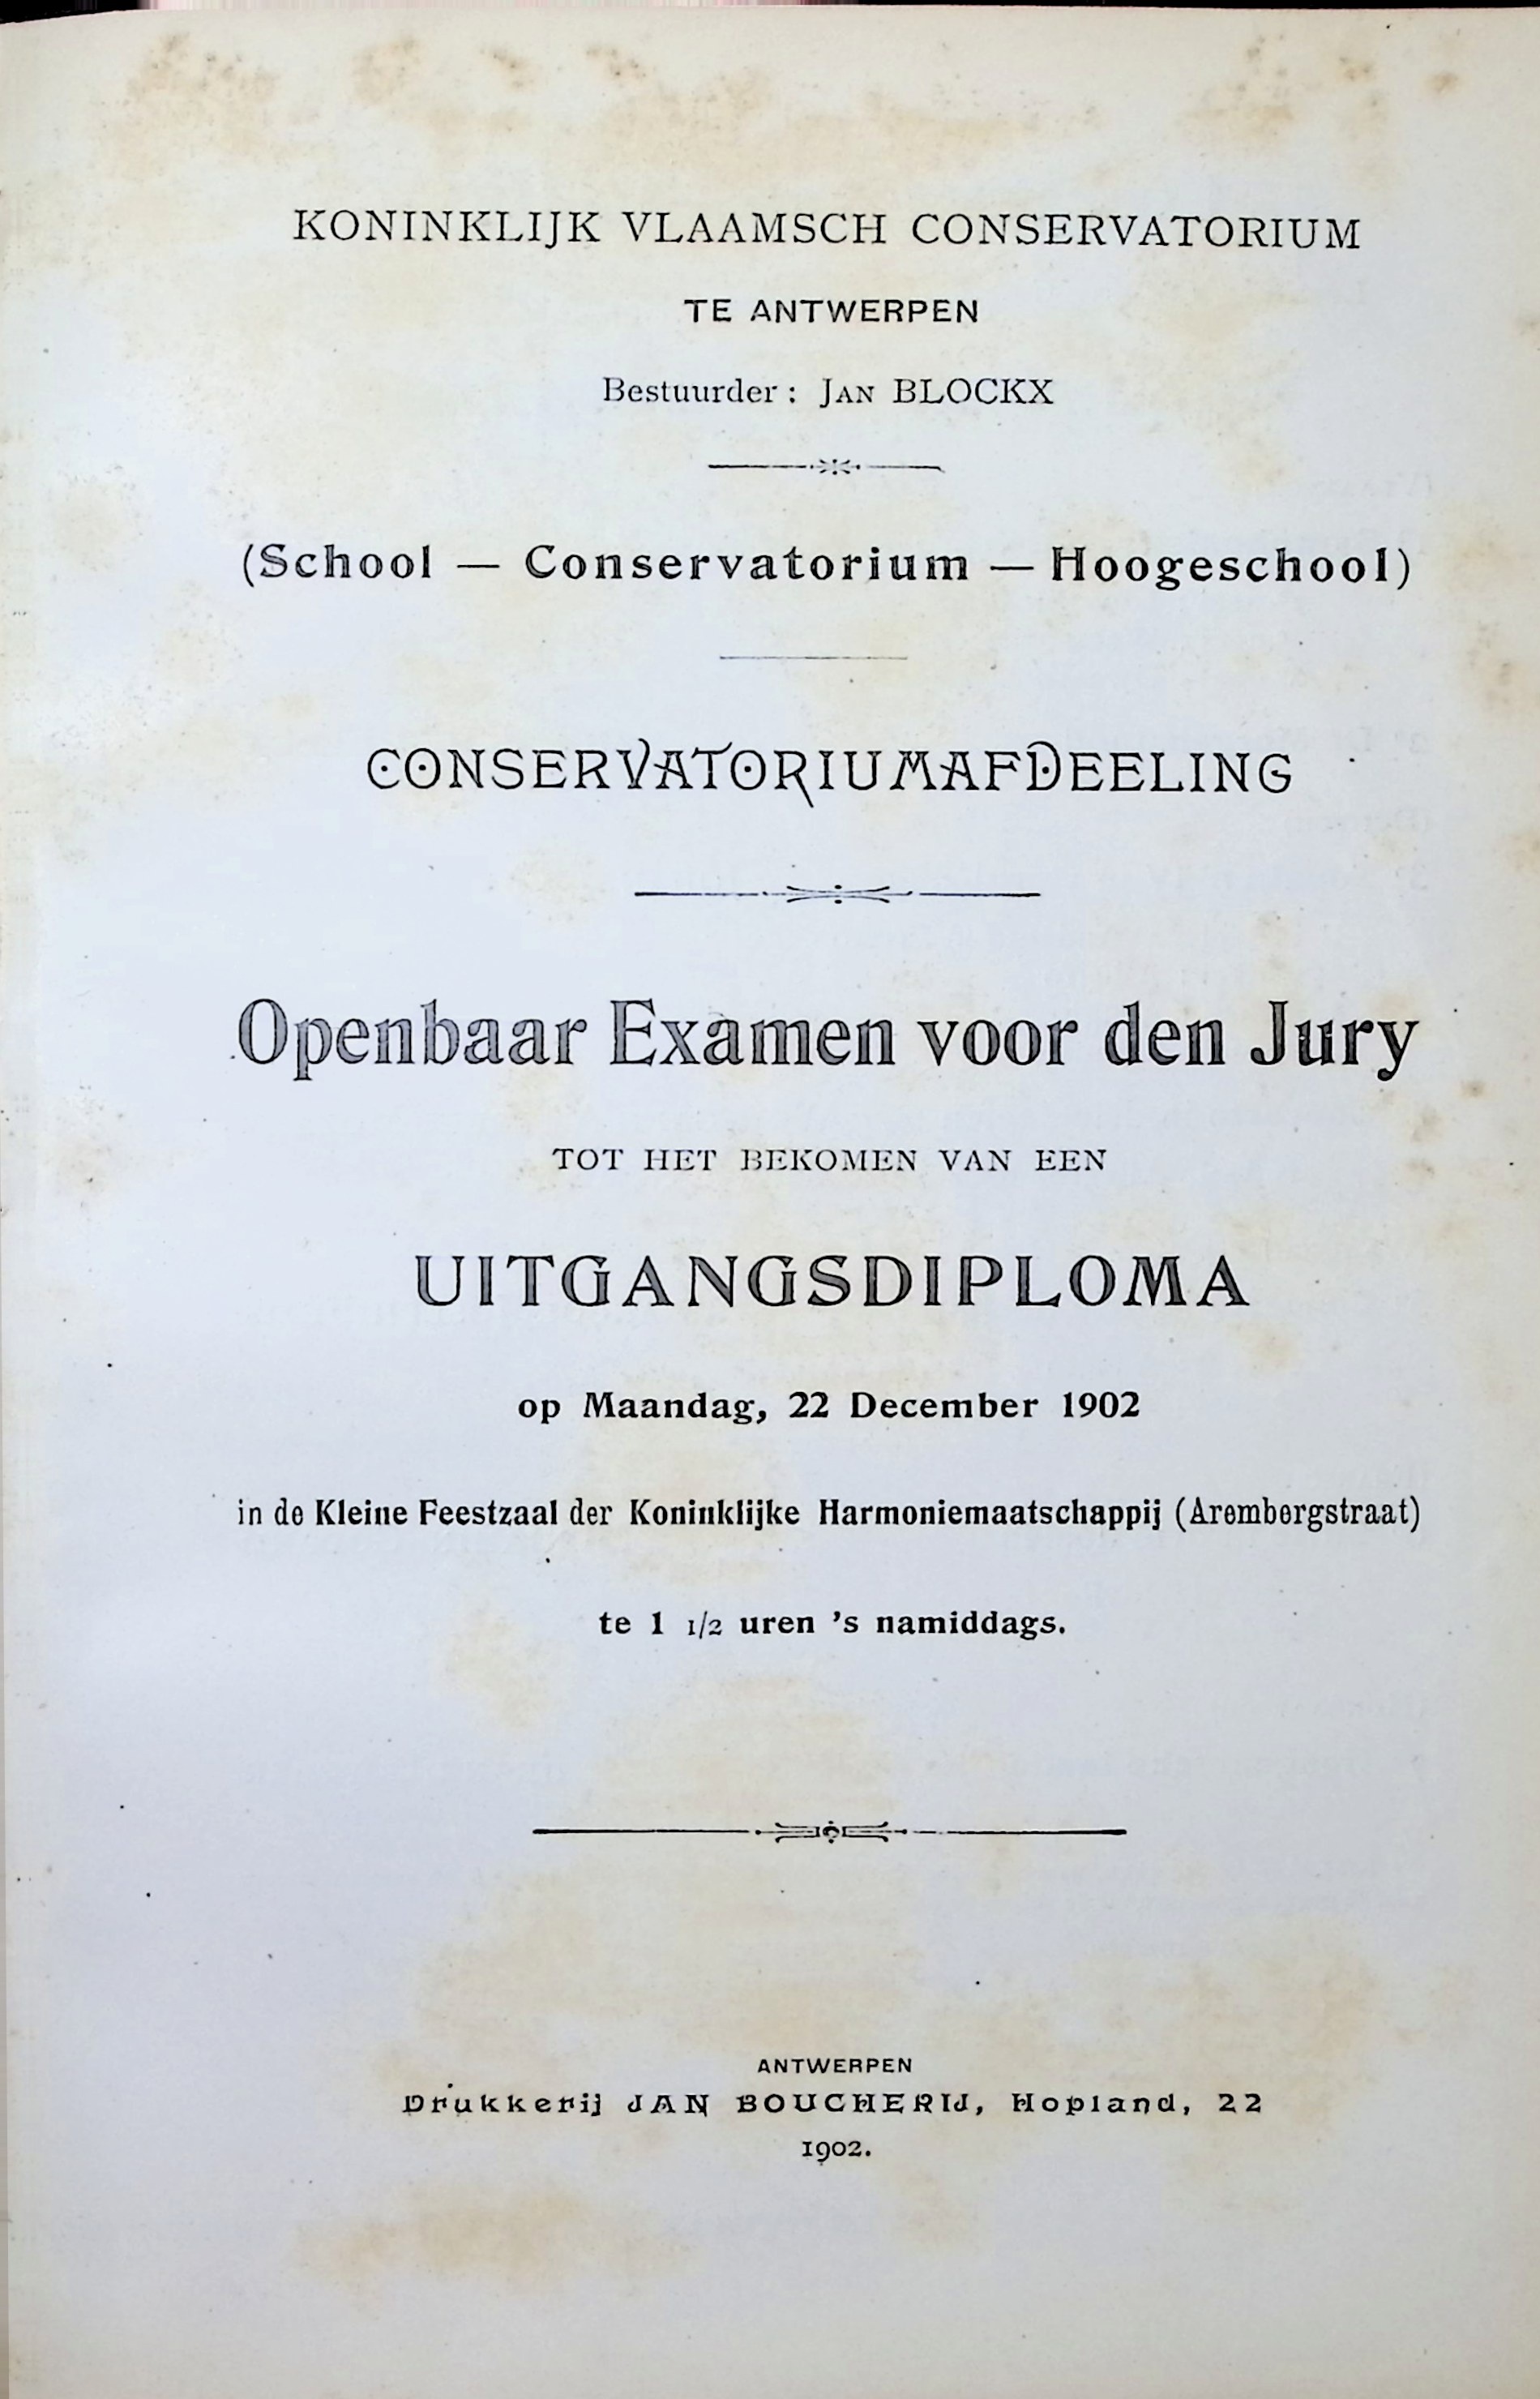 KONINKLIJK VLAAMSCH CONSERVATORIUM
TE ANTWERPEN
Bestuurder : JAN BLOCKX
(School — Conservatorium — Hoogeschool)
CONSERVATORIUMAFDEELING
Openbaar Examen voor den Jury
TOT HET BEKOMEN VAN EEN
UITGANGSDIPLOMA
op Maandag, 22 December 1902
in de Kleine Feestzaal der Koninklijke Harmoniemaatschappij (Arembergstraat)
te 1 1/2 uren 's namiddags.
ANTWERPEN
Drukkerij JAN BOUCHERIJ, Hopland, 22
1902.